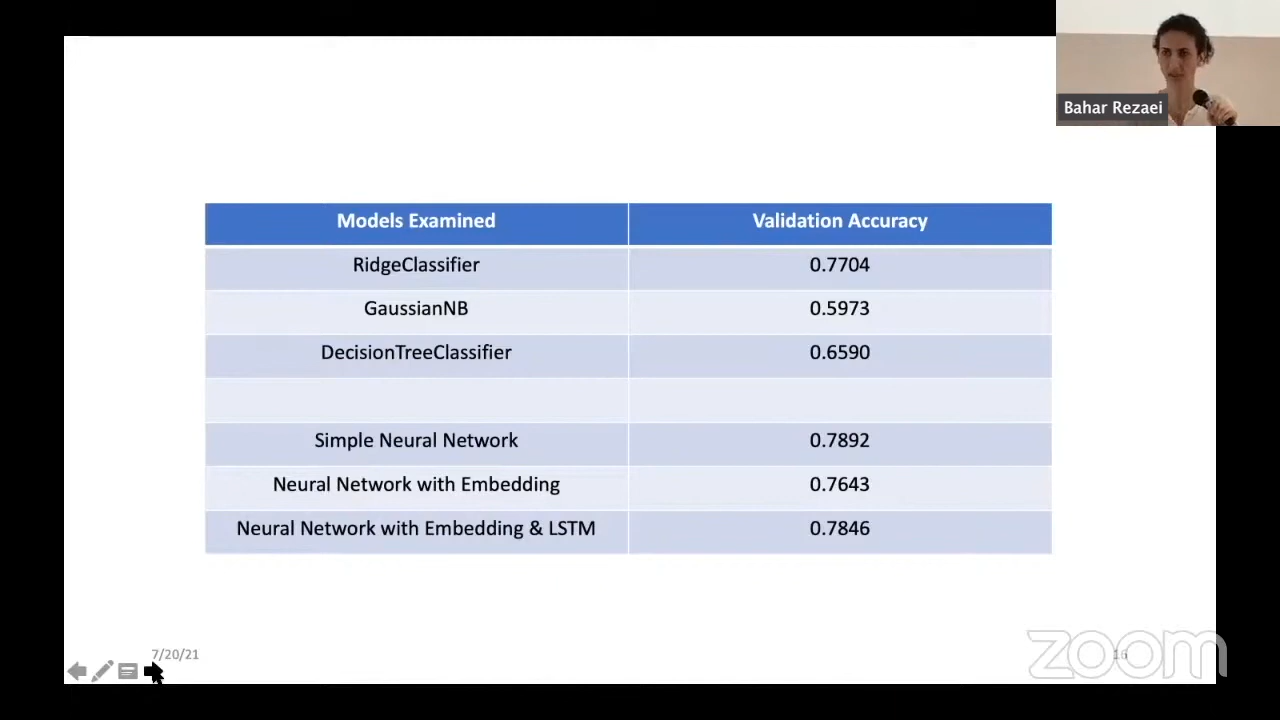 Bahar Rezaei
Models Examined Validation Accuracy
RidgeClassifier 0.7704
GaussianNB 0.5973
DecisionTreeClassifier 0.6590
Simple Neural Network 0.7892
Neural Network with Embedding 0.7643
Neural Network with Embedding & LSTM 0.7846
7/20/21
16
zoom